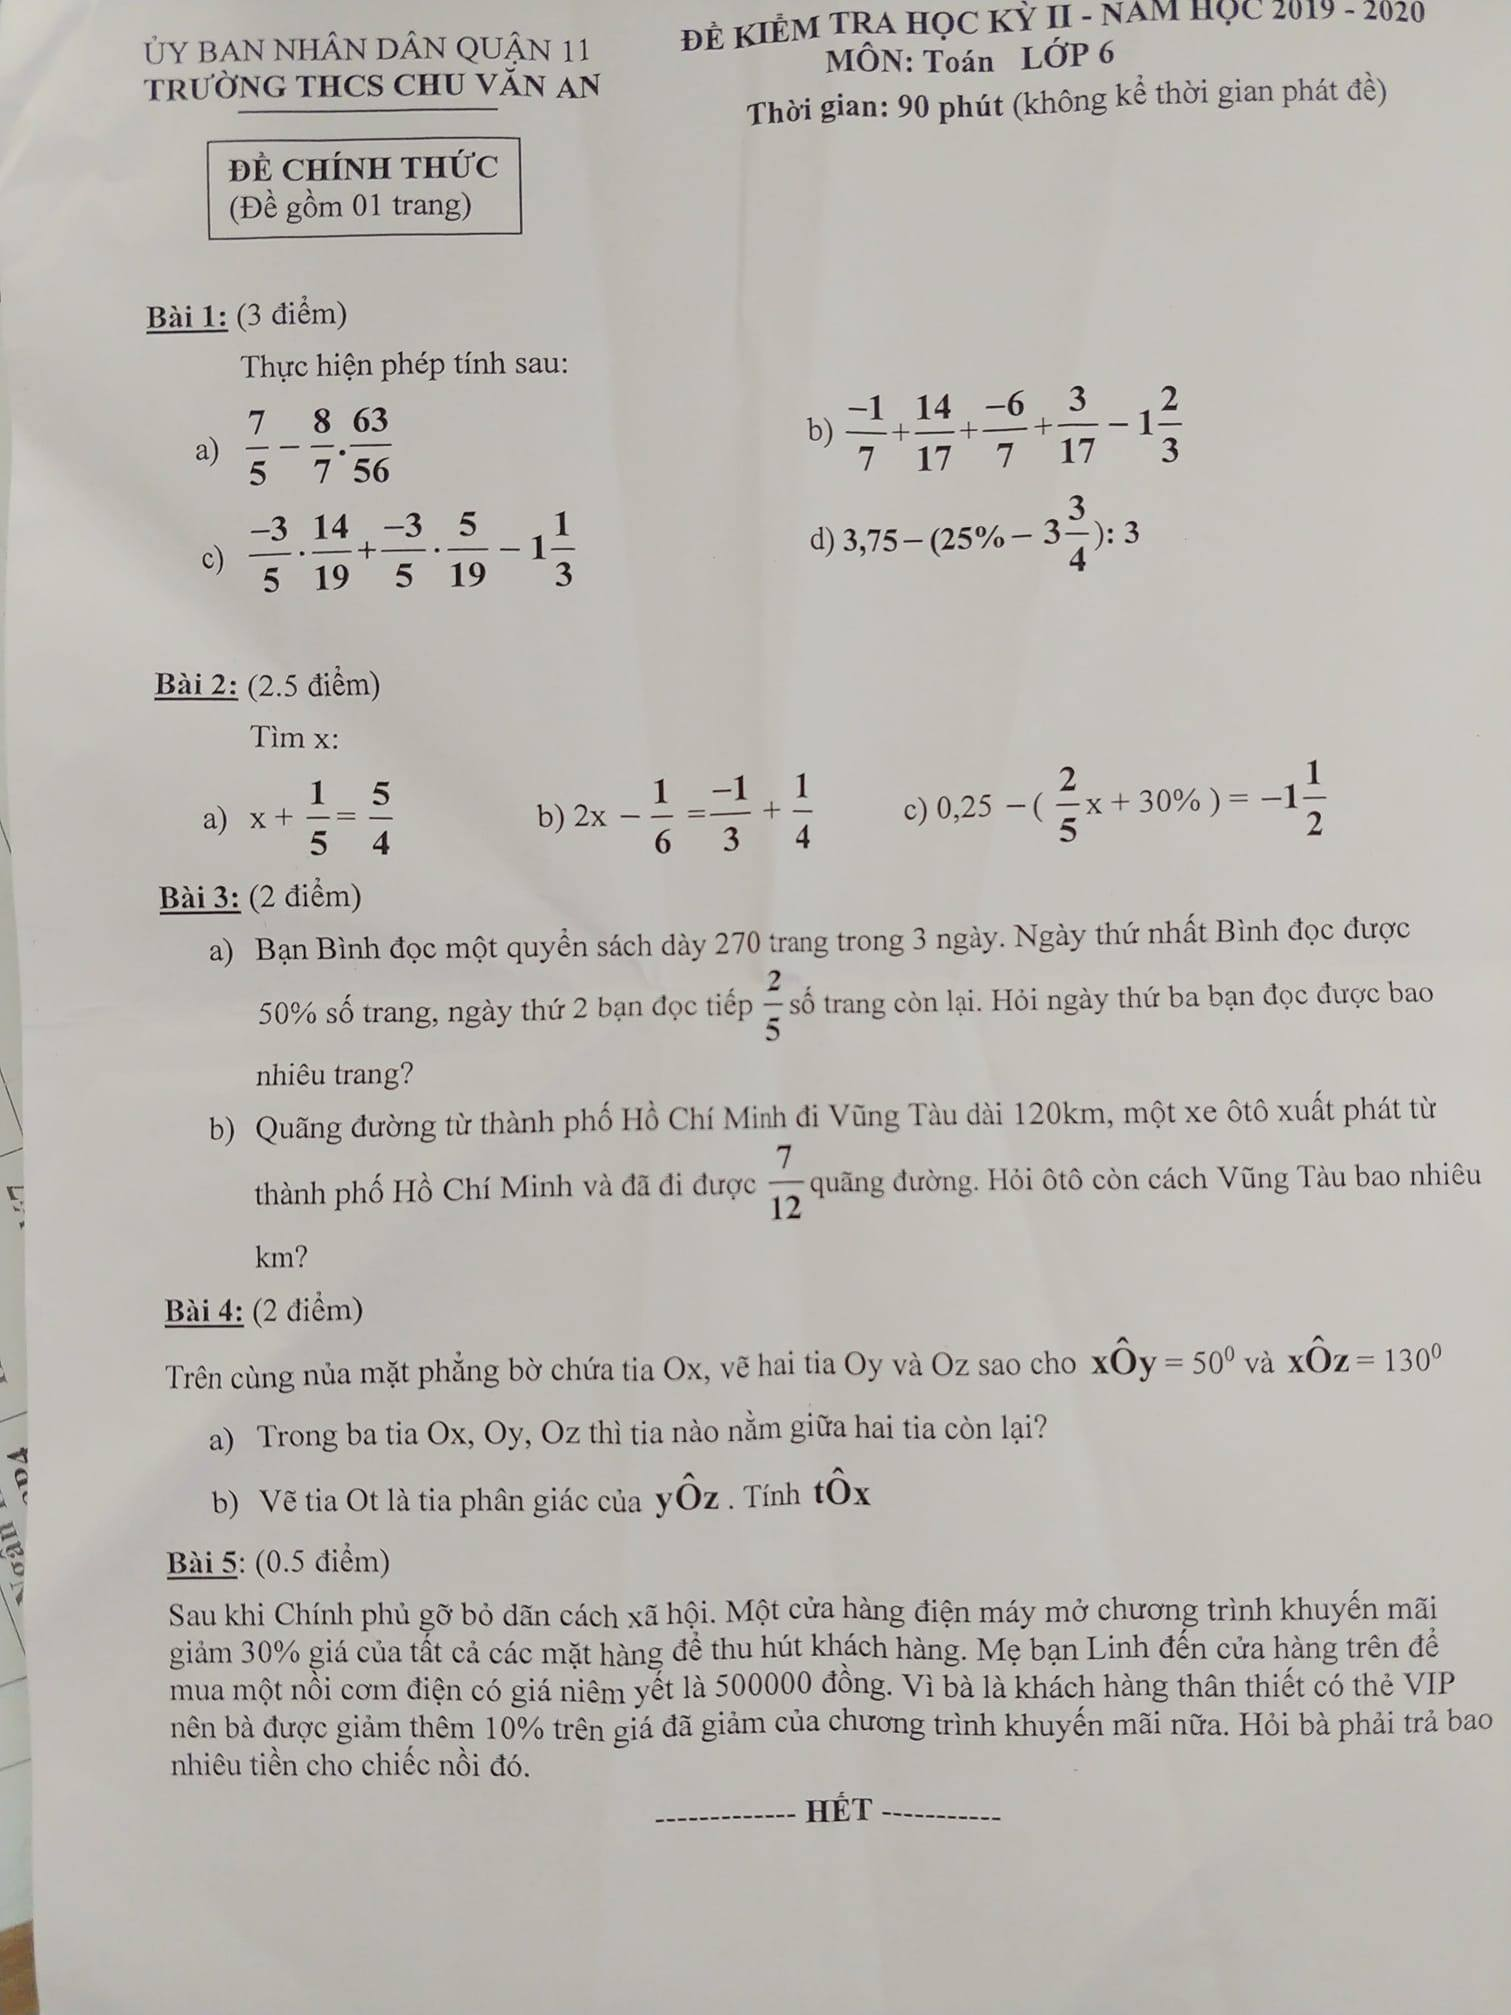 ỦY BAN NHÂN DÂN QUẬN 11
TRƯỜNG THCS CHU VĂN AN
ĐỀ KIỂM TRA HỌC KỲ II - NĂM HỌC 2019 - 2020
MÔN: Toán LỚP 6
Thời gian: 90 phút (không kể thời gian phát đề)
ĐỀ CHÍNH THỨC
(Đề gồm 01 trang)
Bài 1: (3 điểm)
Thực hiện phép tính sau:
a) 7/5 − 8/7 . 63/56
b) −1/7 + 14/17 + −6/7 + 3/17 − 1 2/3
c) −3/5 . 14/19 + −3/5 . 5/19 − 1 1/3
d) 3,75 − (25% − 3 3/4) : 3
Bài 2: (2.5 điểm)
Tìm x:
a) x + 1/5 = 5/4
b) 2x − 1/6 = −1/3 + 1/4
c) 0,25 − ( 2/5 x + 30% ) = −1 1/2
Bài 3: (2 điểm)
a) Bạn Bình đọc một quyển sách dày 270 trang trong 3 ngày. Ngày thứ nhất Bình đọc được
50% số trang, ngày thứ 2 bạn đọc tiếp 2/5 số trang còn lại. Hỏi ngày thứ ba bạn đọc được bao
nhiêu trang?
b) Quãng đường từ thành phố Hồ Chí Minh đi Vũng Tàu dài 120km, một xe ôtô xuất phát từ
thành phố Hồ Chí Minh và đã đi được 7/12 quãng đường. Hỏi ôtô còn cách Vũng Tàu bao nhiêu
km?
Bài 4: (2 điểm)
Trên cùng nủa mặt phẳng bờ chứa tia Ox, vẽ hai tia Oy và Oz sao cho xÔy = 50⁰ và xÔz = 130⁰
a) Trong ba tia Ox, Oy, Oz thì tia nào nằm giữa hai tia còn lại?
b) Vẽ tia Ot là tia phân giác của yÔz . Tính tÔx
Bài 5: (0.5 điểm)
Sau khi Chính phủ gỡ bỏ dãn cách xã hội. Một cửa hàng điện máy mở chương trình khuyến mãi
giảm 30% giá của tất cả các mặt hàng để thu hút khách hàng. Mẹ bạn Linh đến cửa hàng trên để
mua một nồi cơm điện có giá niêm yết là 500000 đồng. Vì bà là khách hàng thân thiết có thẻ VIP
nên bà được giảm thêm 10% trên giá đã giảm của chương trình khuyến mãi nữa. Hỏi bà phải trả bao
nhiêu tiền cho chiếc nồi đó.
------------- HẾT -----------